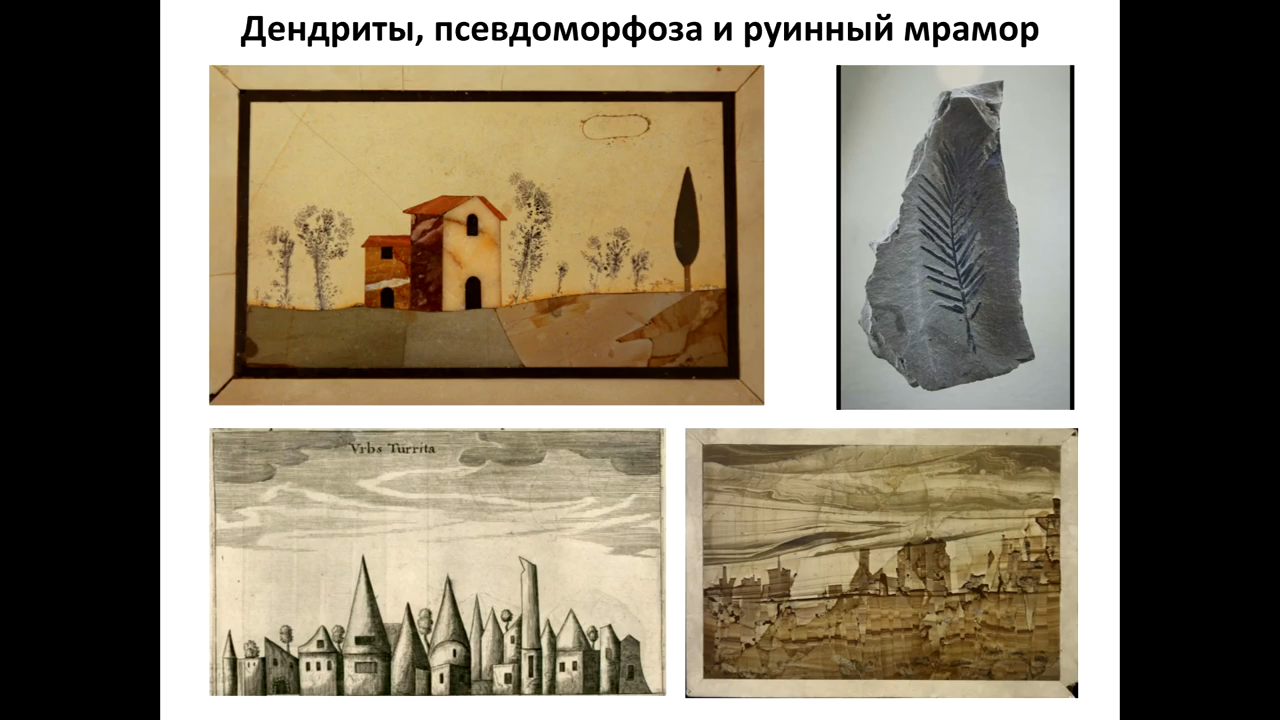 Дендриты, псевдоморфоза и руинный мрамор
Vrbs Turrita